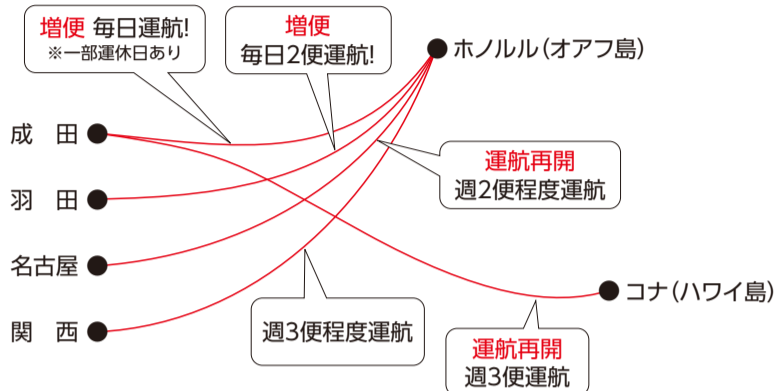 増便 毎日運航!
※一部運休日あり
増便
毎日2便運航!
ホノルル(オアフ島)
成 田
運航再開
週2便程度運航
羽 田
名古屋
コナ(ハワイ島)
関 西
週3便程度運航
運航再開
週3便運航